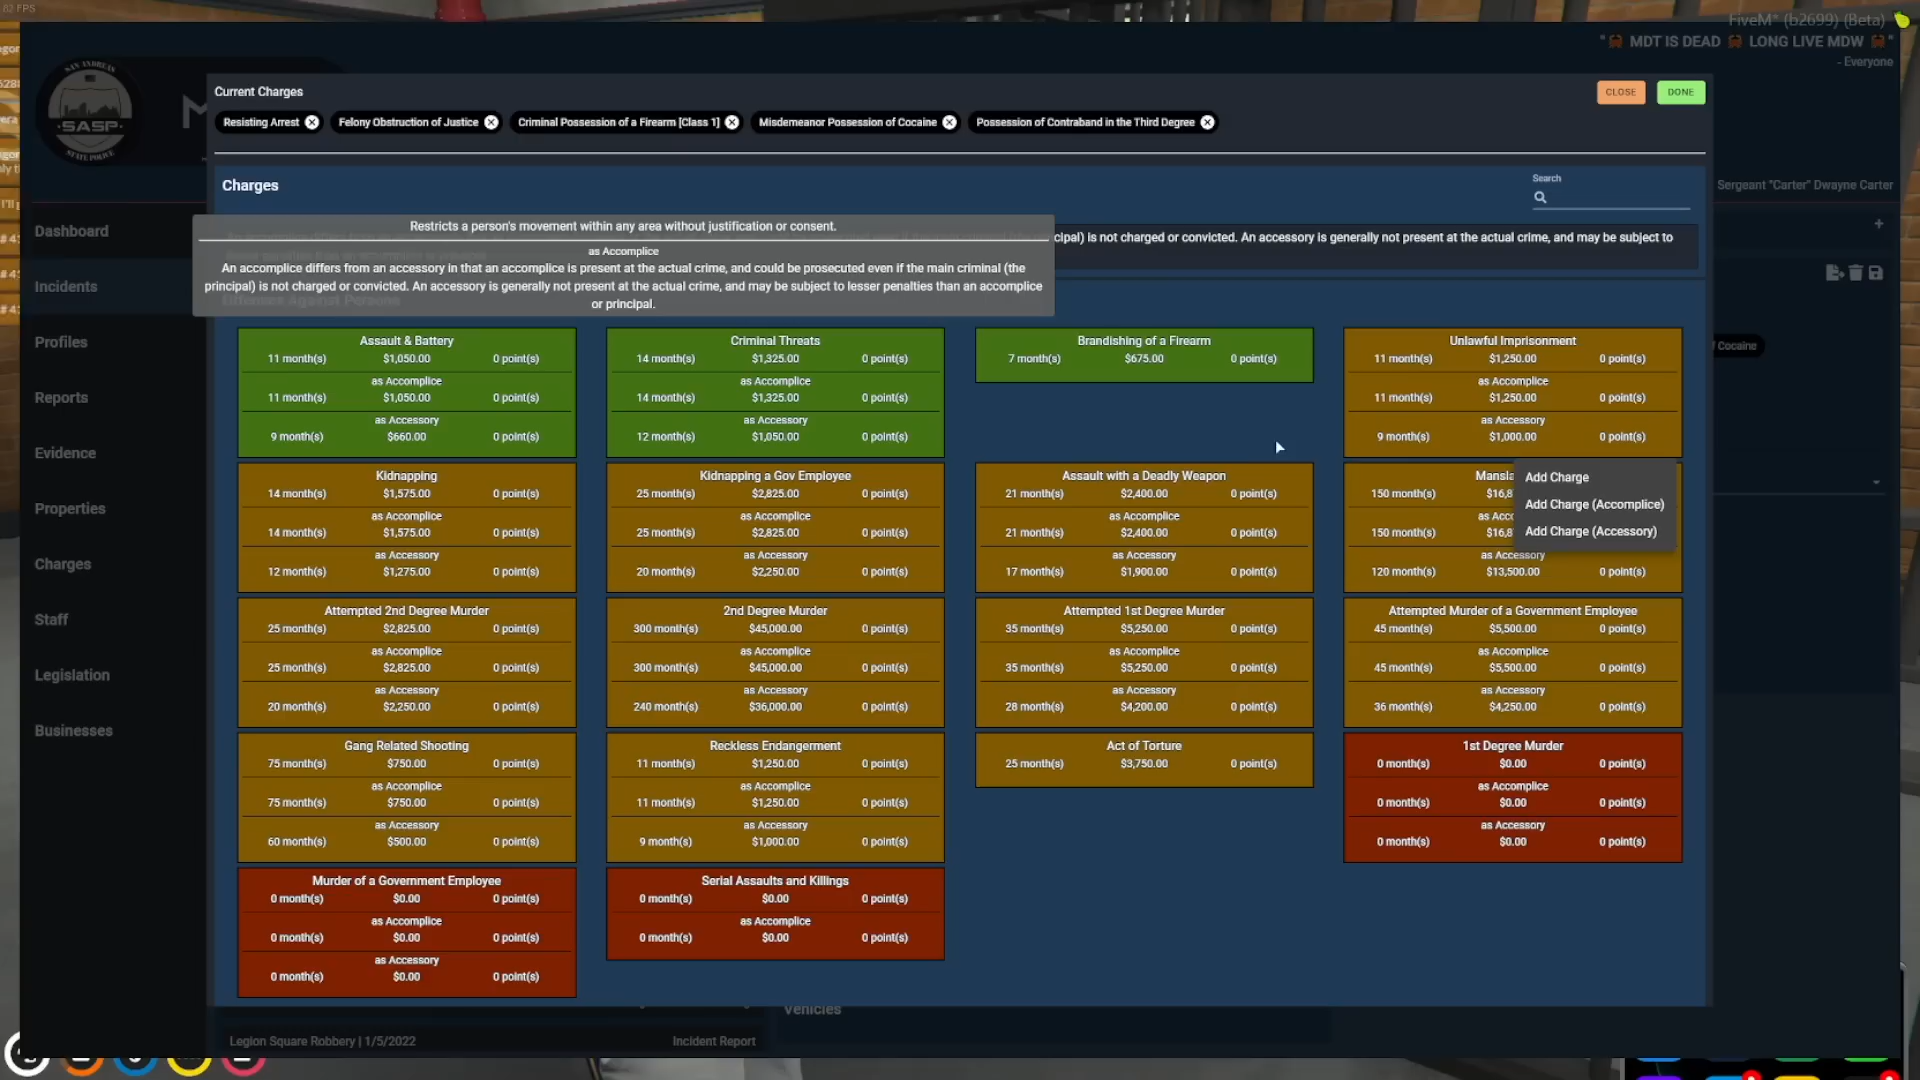 82 FPS
FiveM* (b2699) (Beta)
" MDT IS DEAD LONG LIVE MDW "
- Everyone
SAN ANDREAS
SASP
STATE POLICE
Current Charges
CLOSE
DONE
Resisting Arrest
Felony Obstruction of Justice
Criminal Possession of a Firearm [Class 1]
Misdemeanor Possession of Cocaine
Possession of Contraband in the Third Degree
Charges
Search
Sergeant "Carter" Dwayne Carter
Restricts a person's movement within any area without justification or consent.
as Accomplice
An accomplice differs from an accessory in that an accomplice is present at the actual crime, and could be prosecuted even if the main criminal (the
principal) is not charged or convicted. An accessory is generally not present at the actual crime, and may be subject to lesser penalties than an accomplice
or principal.
cipal) is not charged or convicted. An accessory is generally not present at the actual crime, and may be subject to
Dashboard
Incidents
Profiles
Reports
Evidence
Properties
Charges
Staff
Legislation
Businesses
Assault & Battery
11 month(s) $1,050.00 0 point(s)
as Accomplice
11 month(s) $1,050.00 0 point(s)
as Accessory
9 month(s) $660.00 0 point(s)
Criminal Threats
14 month(s) $1,325.00 0 point(s)
as Accomplice
14 month(s) $1,325.00 0 point(s)
as Accessory
12 month(s) $1,050.00 0 point(s)
Brandishing of a Firearm
7 month(s) $675.00 0 point(s)
Unlawful Imprisonment
11 month(s) $1,250.00 0 point(s)
as Accomplice
11 month(s) $1,250.00 0 point(s)
as Accessory
9 month(s) $1,000.00 0 point(s)
Cocaine
Kidnapping
14 month(s) $1,575.00 0 point(s)
as Accomplice
14 month(s) $1,575.00 0 point(s)
as Accessory
12 month(s) $1,275.00 0 point(s)
Kidnapping a Gov Employee
25 month(s) $2,825.00 0 point(s)
as Accomplice
25 month(s) $2,825.00 0 point(s)
as Accessory
20 month(s) $2,250.00 0 point(s)
Assault with a Deadly Weapon
21 month(s) $2,400.00 0 point(s)
as Accomplice
21 month(s) $2,400.00 0 point(s)
as Accessory
17 month(s) $1,900.00 0 point(s)
Mansla
150 month(s) $16,8
as Acco
150 month(s) $16,8
as Accessory
120 month(s) $13,500.00 0 point(s)
Add Charge
Add Charge (Accomplice)
Add Charge (Accessory)
Attempted 2nd Degree Murder
25 month(s) $2,825.00 0 point(s)
as Accomplice
25 month(s) $2,825.00 0 point(s)
as Accessory
20 month(s) $2,250.00 0 point(s)
2nd Degree Murder
300 month(s) $45,000.00 0 point(s)
as Accomplice
300 month(s) $45,000.00 0 point(s)
as Accessory
240 month(s) $36,000.00 0 point(s)
Attempted 1st Degree Murder
35 month(s) $5,250.00 0 point(s)
as Accomplice
35 month(s) $5,250.00 0 point(s)
as Accessory
28 month(s) $4,200.00 0 point(s)
Attempted Murder of a Government Employee
45 month(s) $5,500.00 0 point(s)
as Accomplice
45 month(s) $5,500.00 0 point(s)
as Accessory
36 month(s) $4,250.00 0 point(s)
Gang Related Shooting
75 month(s) $750.00 0 point(s)
as Accomplice
75 month(s) $750.00 0 point(s)
as Accessory
60 month(s) $500.00 0 point(s)
Reckless Endangerment
11 month(s) $1,250.00 0 point(s)
as Accomplice
11 month(s) $1,250.00 0 point(s)
as Accessory
9 month(s) $1,000.00 0 point(s)
Act of Torture
25 month(s) $3,750.00 0 point(s)
1st Degree Murder
0 month(s) $0.00 0 point(s)
as Accomplice
0 month(s) $0.00 0 point(s)
as Accessory
0 month(s) $0.00 0 point(s)
Murder of a Government Employee
0 month(s) $0.00 0 point(s)
as Accomplice
0 month(s) $0.00 0 point(s)
as Accessory
0 month(s) $0.00 0 point(s)
Serial Assaults and Killings
0 month(s) $0.00 0 point(s)
as Accomplice
0 month(s) $0.00 0 point(s)
Vehicles
Legion Square Robbery | 1/5/2022
Incident Report